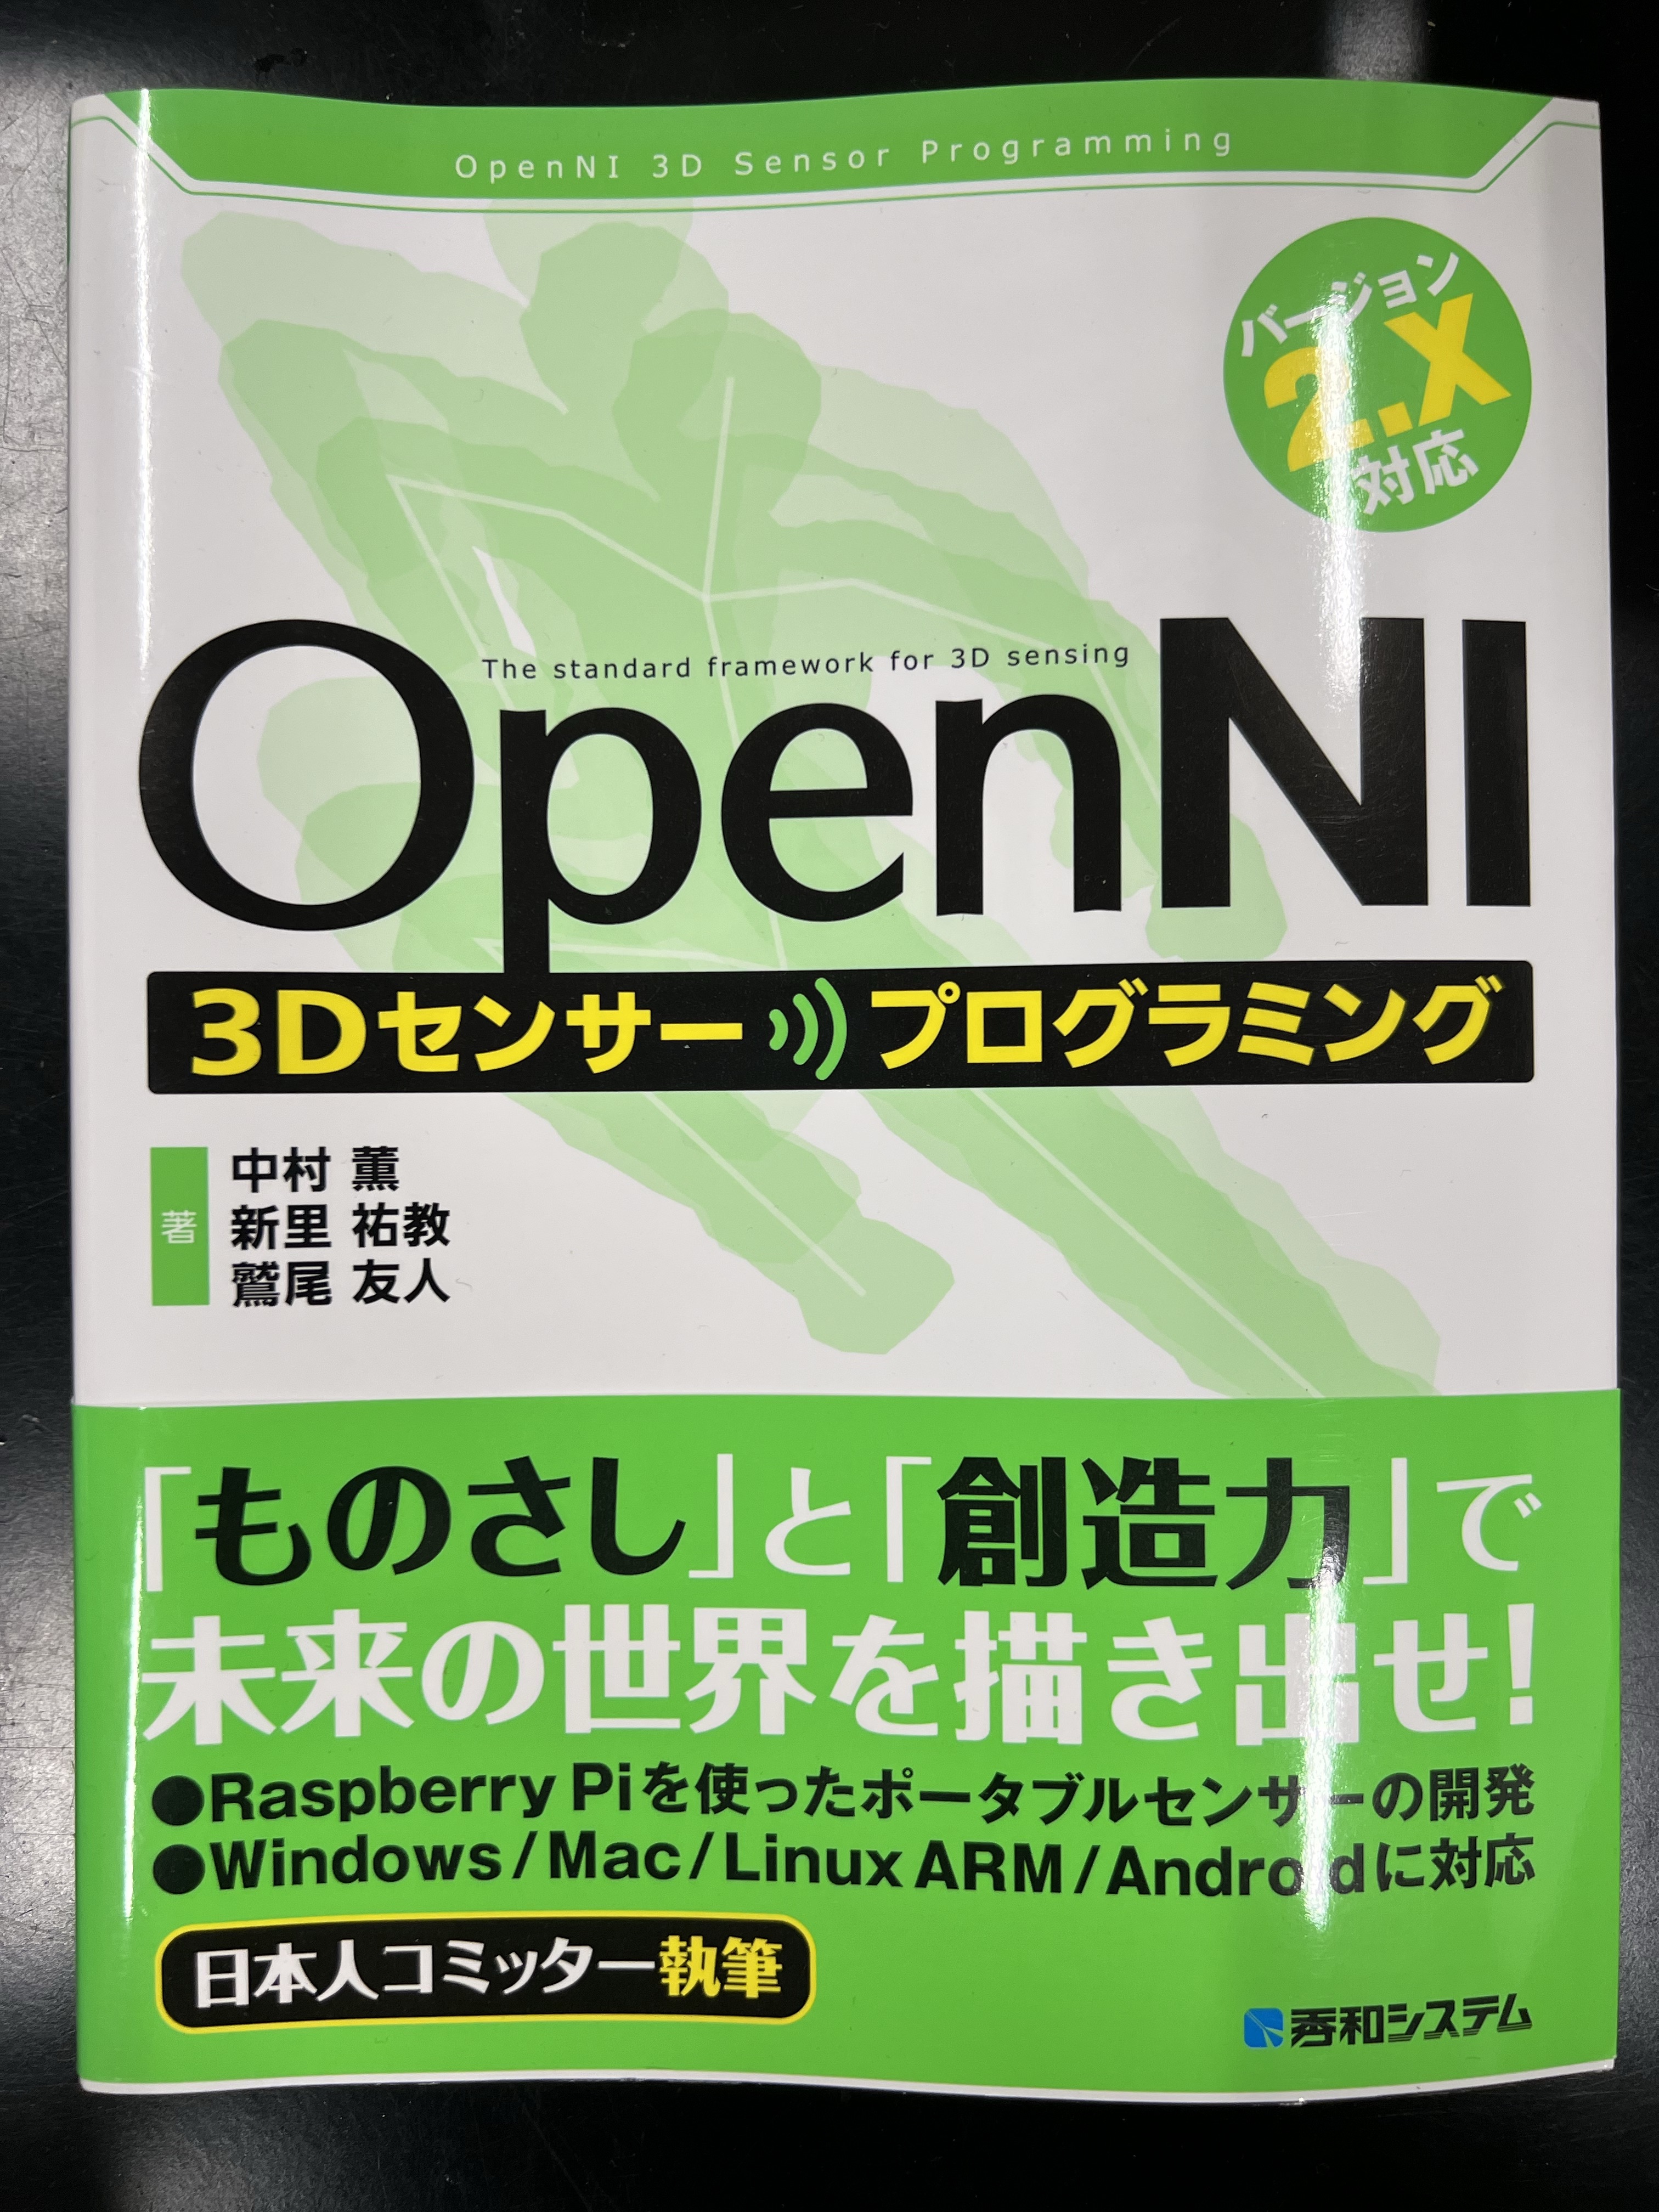 OpenNI 3D Sensor Programming
バージョン
2.X
対応
The standard framework for 3D sensing
OpenNI
3Dセンサープログラミング
著
中村 薫
新里 祐教
鷲尾 友人
「ものさし」と「創造力」で
未来の世界を描き出せ!
●Raspberry Piを使ったポータブルセンサーの開発
●Windows/Mac/Linux ARM/Androidに対応
日本人コミッター執筆
秀和システム